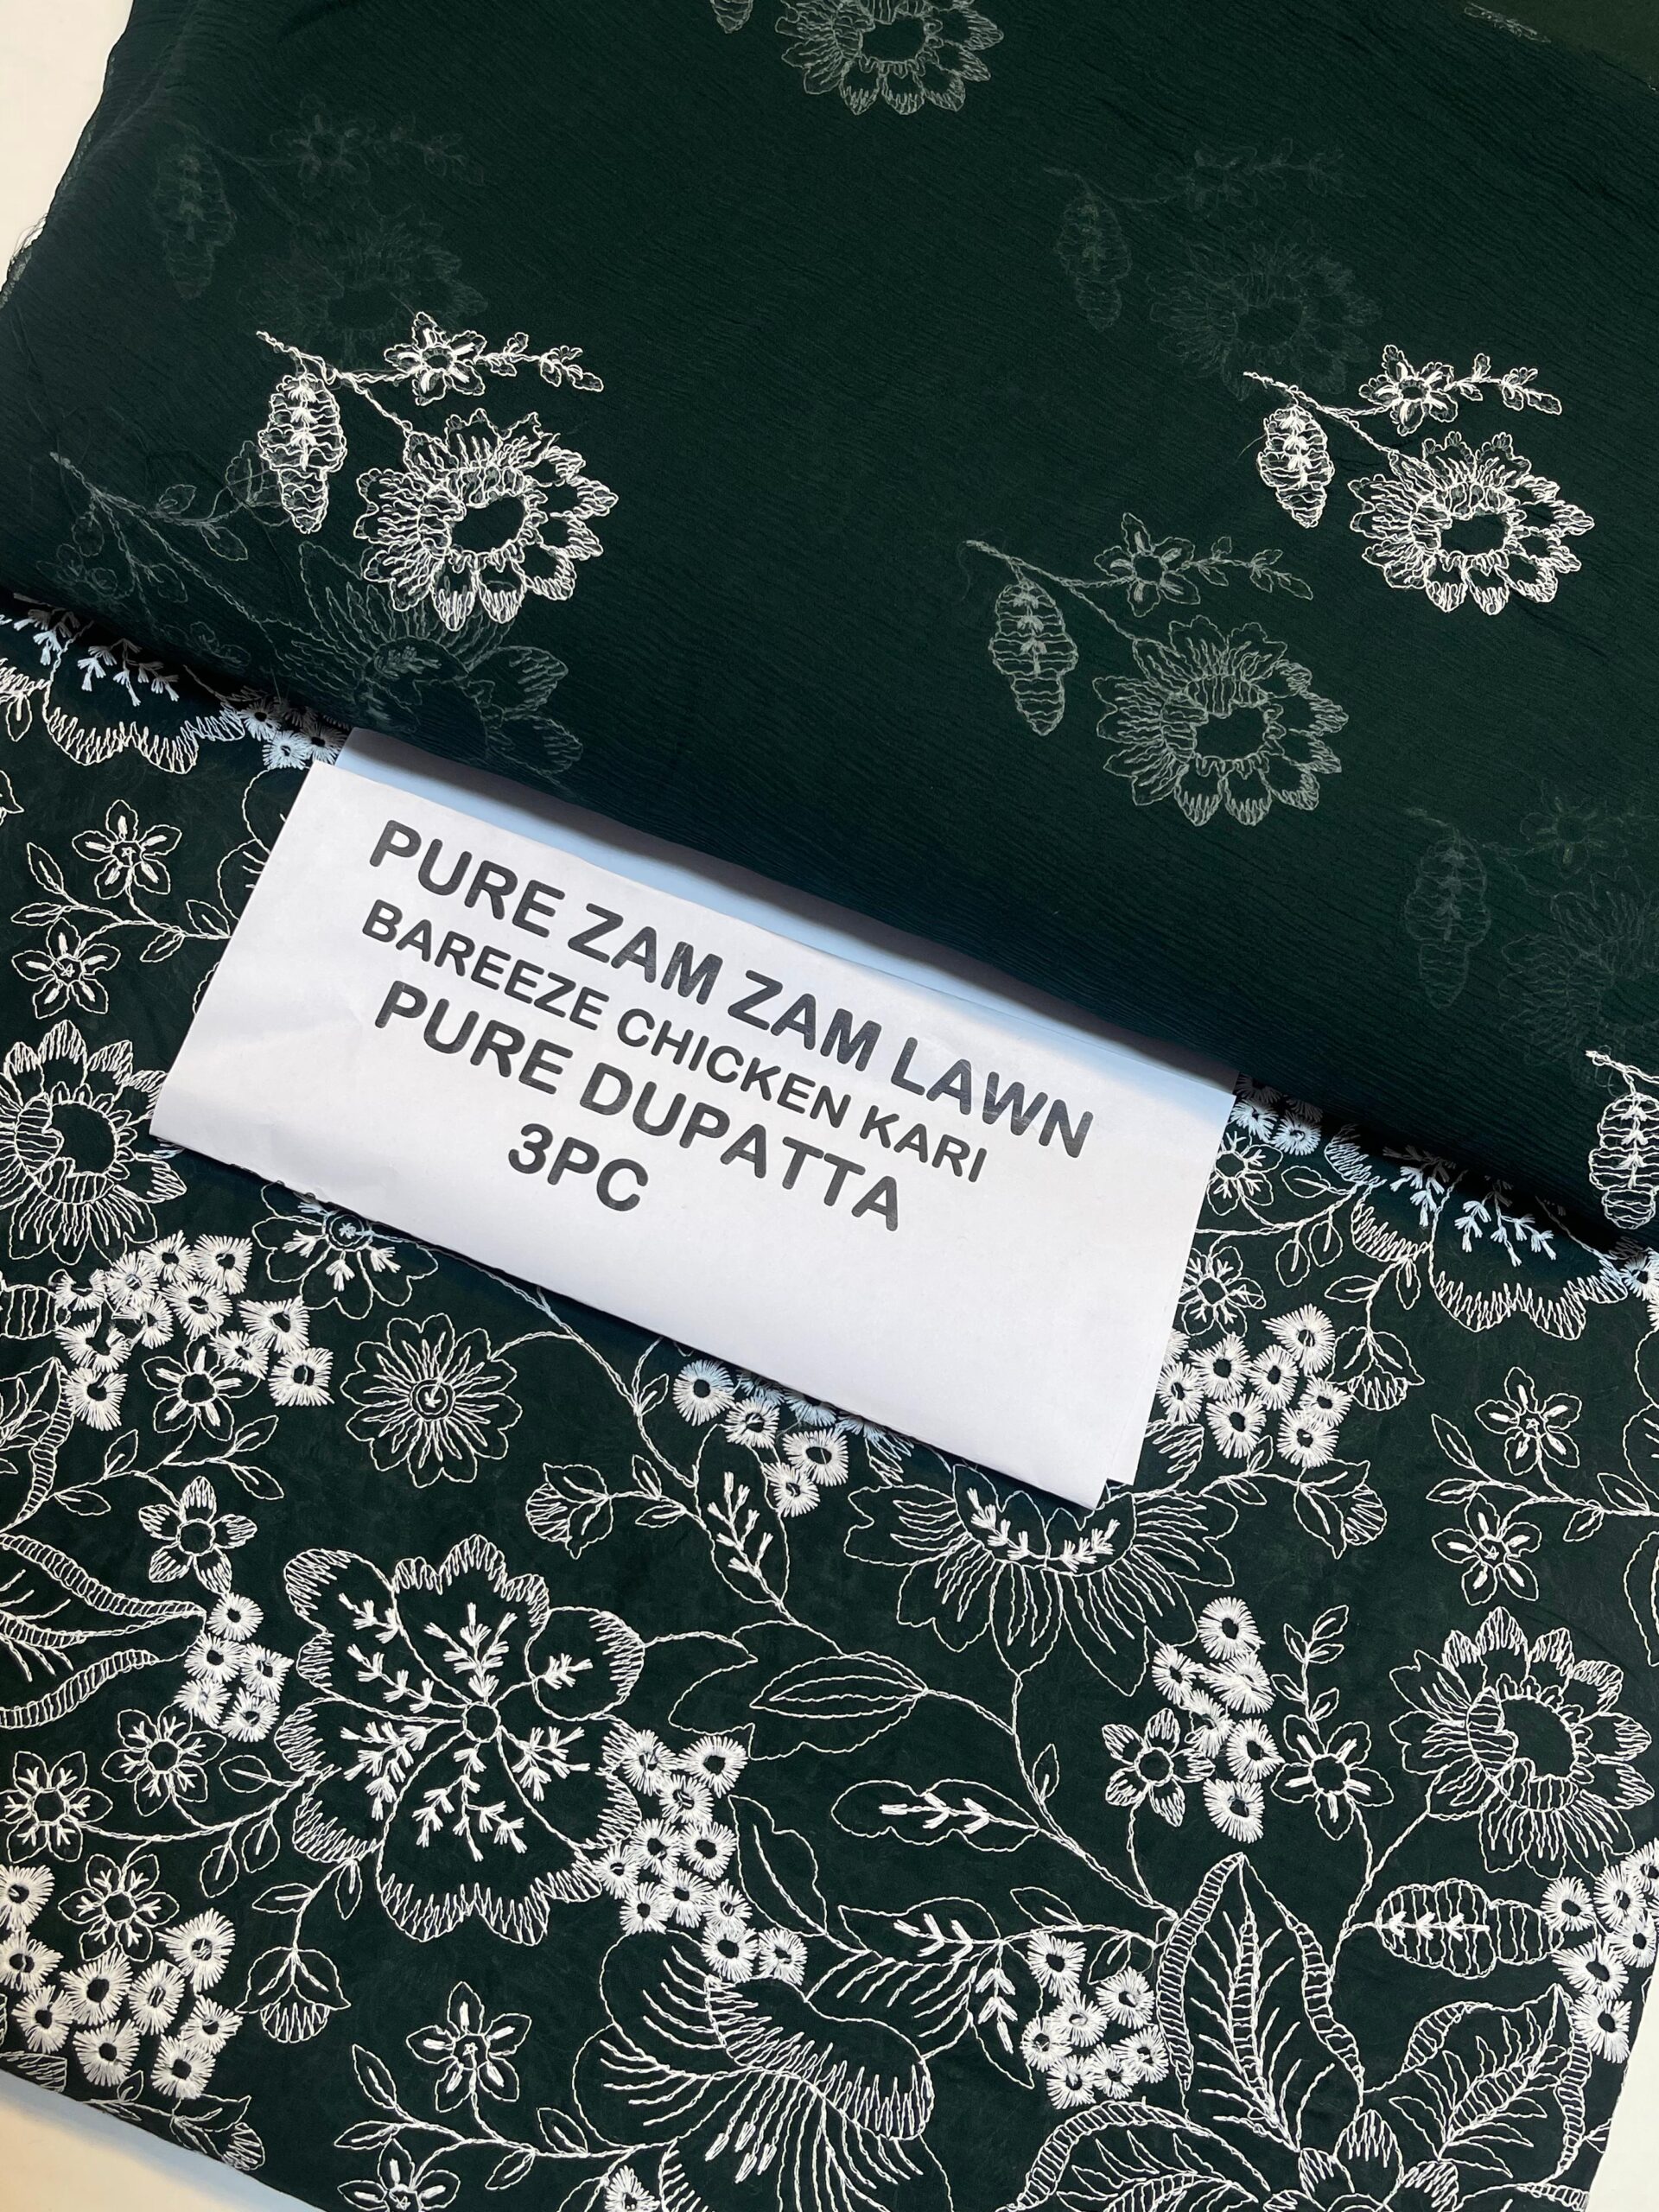 PURE ZAM ZAM LAWN
BAREEZE CHICKEN KARI
PURE DUPATTA
3PC